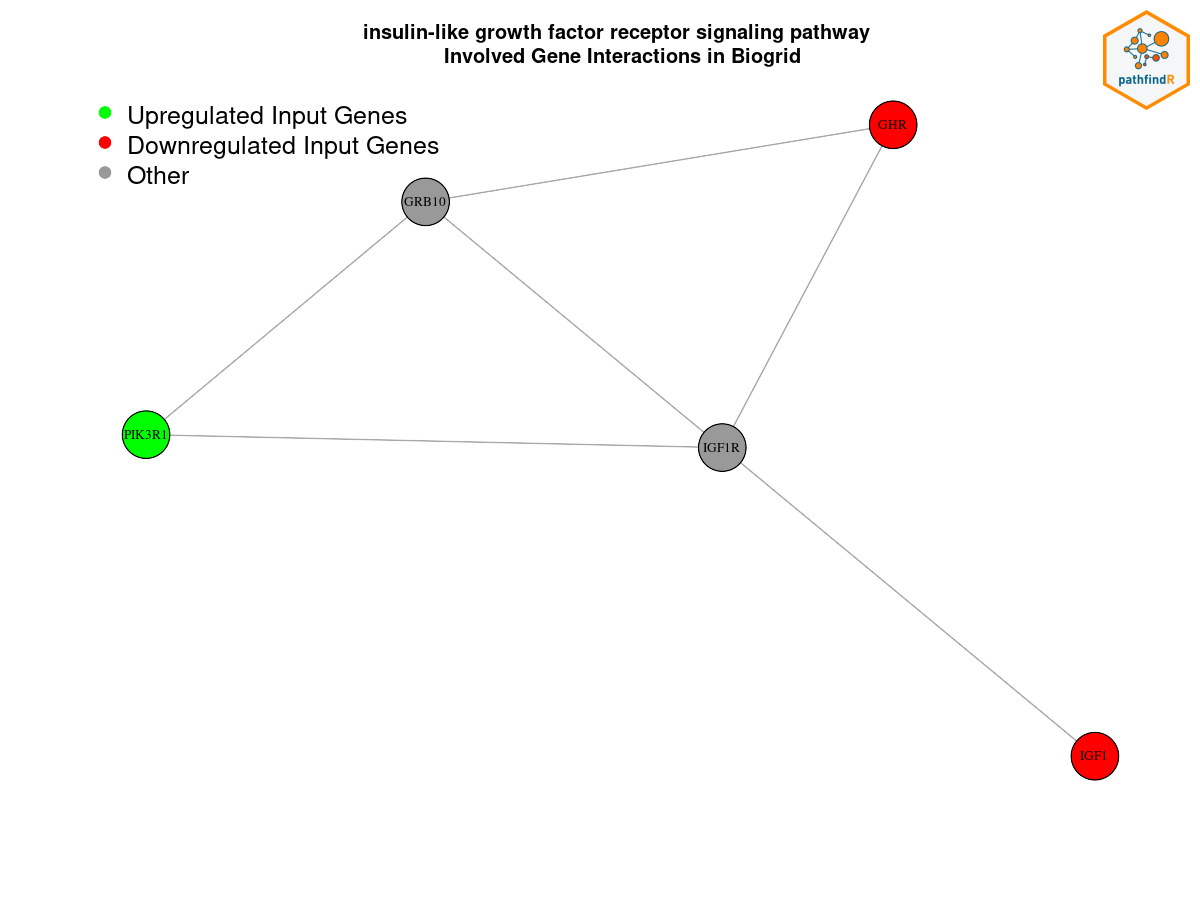 insulin-like growth factor receptor signaling pathway
Involved Gene Interactions in Biogrid
pathfindR
Upregulated Input Genes
Downregulated Input Genes
Other
GHR
GRB10
PIK3R1
IGF1R
IGF1